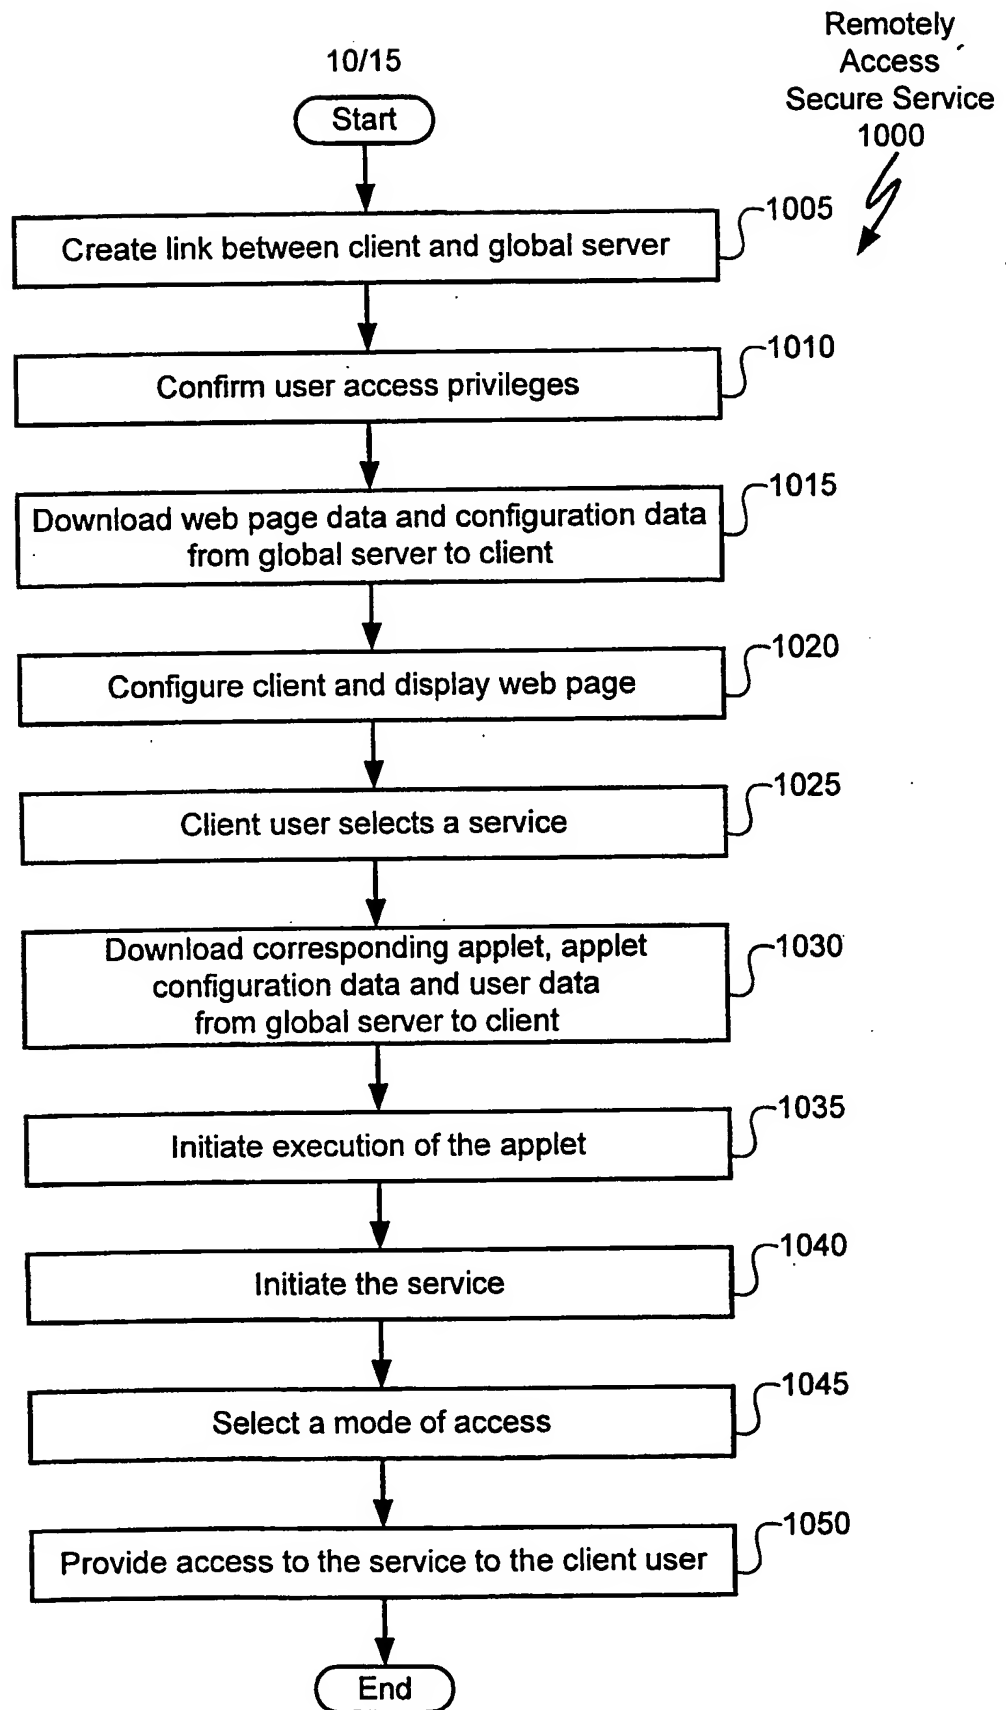 10/15
Remotely
Access
Secure Service
1000
Start
1005
Create link between client and global server
1010
Confirm user access privileges
1015
Download web page data and configuration data
from global server to client
1020
Configure client and display web page
1025
Client user selects a service
1030
Download corresponding applet, applet
configuration data and user data
from global server to client
1035
Initiate execution of the applet
1040
Initiate the service
1045
Select a mode of access
1050
Provide access to the service to the client user
End